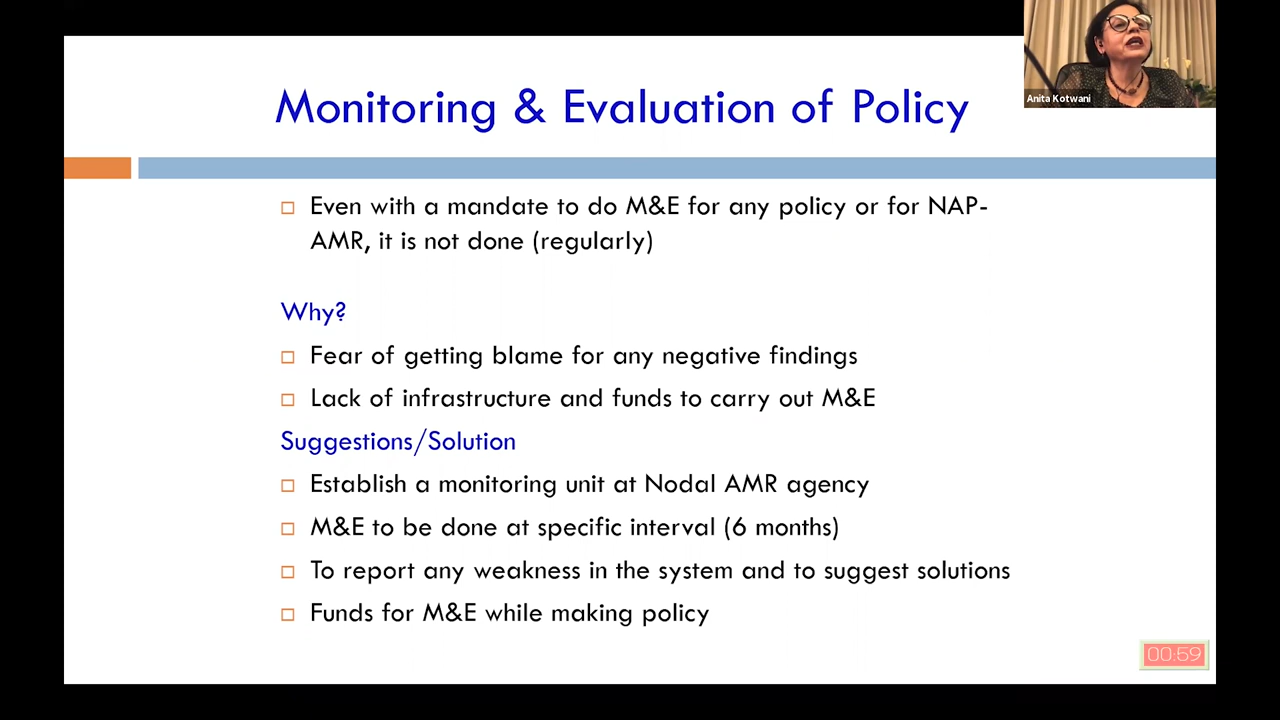 Monitoring & Evaluation of Policy
Anita Kotwani
Even with a mandate to do M&E for any policy or for NAP-
AMR, it is not done (regularly)
Why?
Fear of getting blame for any negative findings
Lack of infrastructure and funds to carry out M&E
Suggestions/Solution
Establish a monitoring unit at Nodal AMR agency
M&E to be done at specific interval (6 months)
To report any weakness in the system and to suggest solutions
Funds for M&E while making policy
00:59